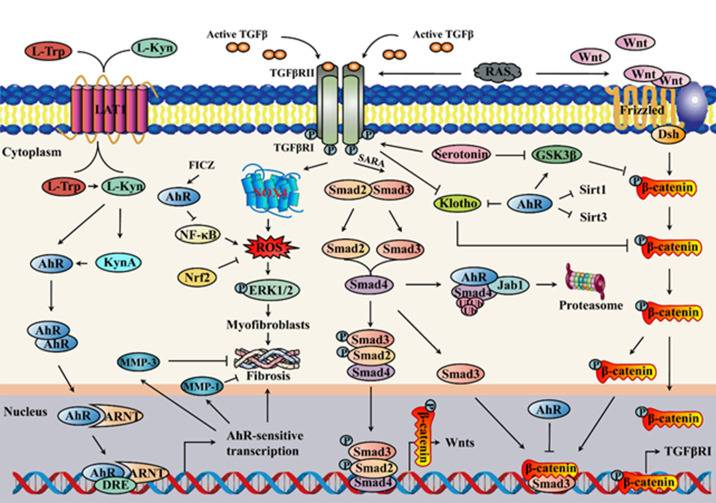 Active TGFβ
Active TGFβ
L-Trp
L-Kyn
Wnt
Wnt
TGFβRII
RAS
Wnt
Wnt
LAT1
Frizzled
Dsh
Cytoplasm
TGFβRI
P
P
P
P
SARA
Serotonin
GSK3β
FICZ
L-Trp
L-Kyn
AhR
NOX4
Smad2
Smad3
Klotho
AhR
Sirt1
Sirt3
P
β-catenin
NF-κB
ROS
Smad2
Smad3
P
β-catenin
AhR
KynA
Nrf2
P
ERK1/2
Smad4
AhR
Smad4
Jab1
Ub
Ub
Ub
Proteasome
Myofibroblasts
P
β-catenin
AhR
AhR
P
Smad3
P
Smad2
Smad4
MMP-3
Fibrosis
Smad3
P
β-catenin
MMP-1
Nucleus
AhR
ARNT
AhR-sensitive
transcription
P
β-catenin
Wnts
AhR
P
β-catenin
P
Smad3
P
Smad2
Smad4
TGFβRI
AhR
ARNT
DRE
β-catenin
Smad3
P
β-catenin